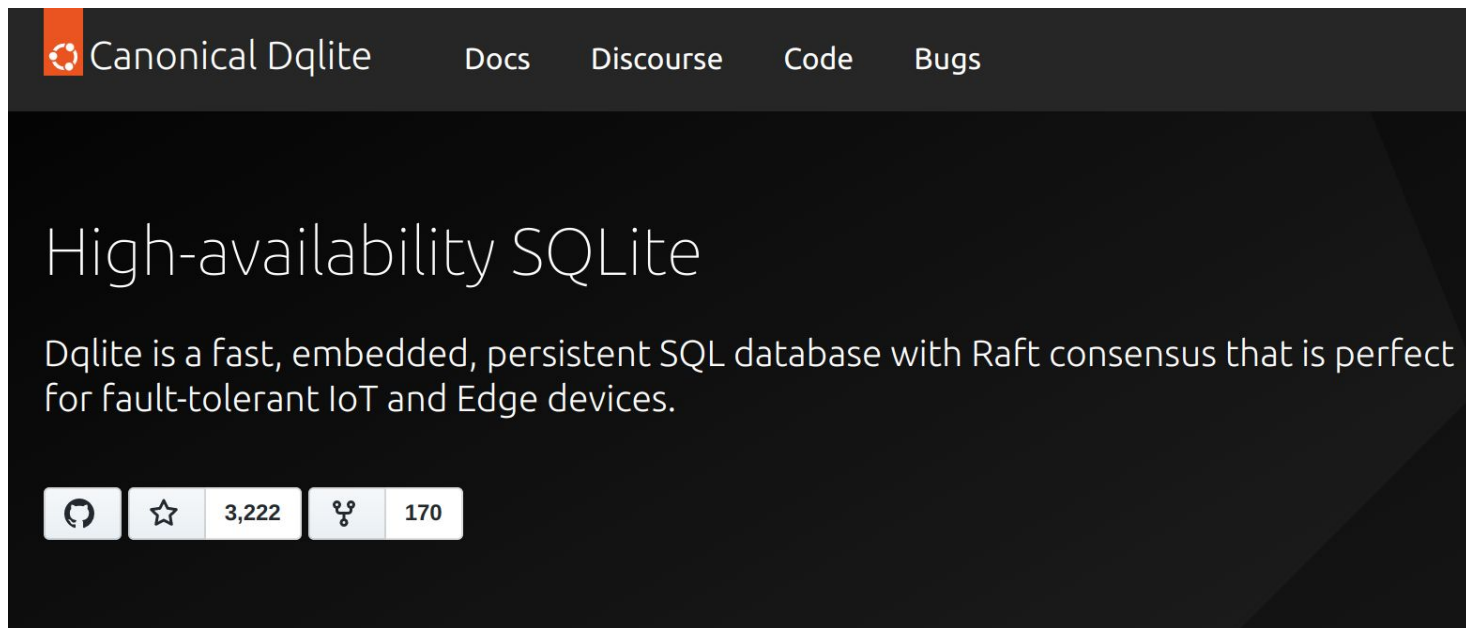 Canonical Dqlite Docs Discourse Code Bugs
High-availability SQLite
Dqlite is a fast, embedded, persistent SQL database with Raft consensus that is perfect
for fault-tolerant IoT and Edge devices.
3,222 170